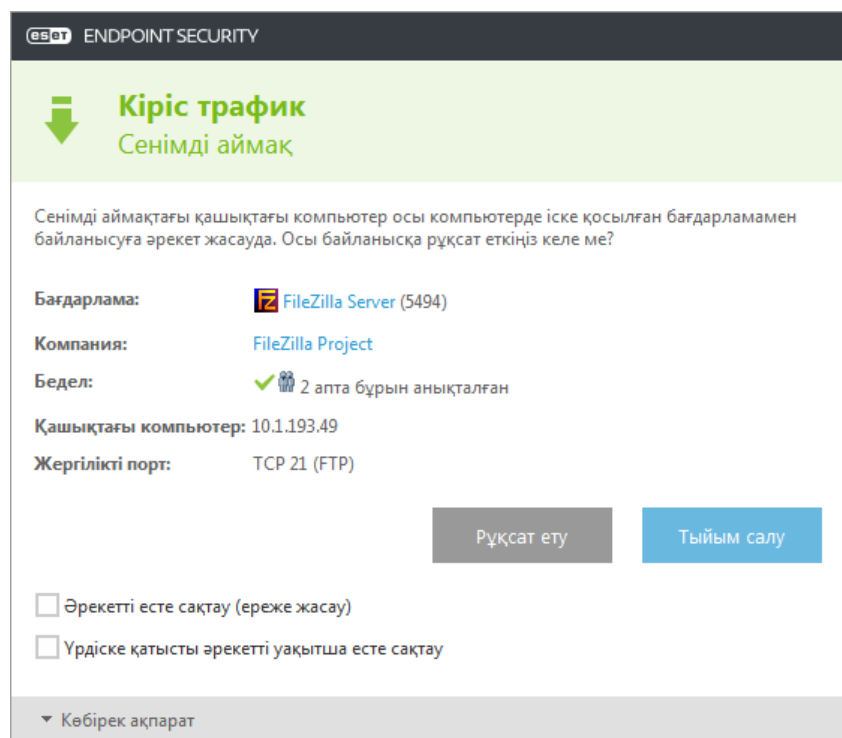 eset ENDPOINT SECURITY
Кіріс трафик
Сенімді аймақ
Сенімді аймақтағы қашықтағы компьютер осы компьютерде іске қосылған бағдарламамен
байланысуға әрекет жасауда. Осы байланысқа рұқсат еткіңіз келе ме?
Бағдарлама: FileZilla Server (5494)
Компания: FileZilla Project
Бедел: 2 апта бұрын анықталған
Қашықтағы компьютер: 10.1.193.49
Жергілікті порт: TCP 21 (FTP)
Рұқсат ету Тыйым салу
Әрекетті есте сақтау (ереже жасау)
Үрдіске қатысты әрекетті уақытша есте сақтау
Көбірек ақпарат